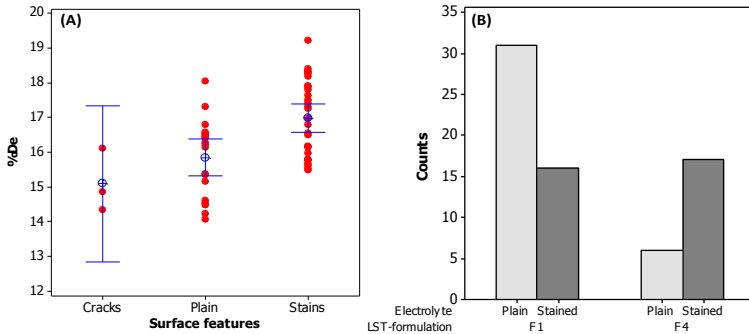 (A)
20
19
18
17
16
15
14
13
12
%De
Cracks Plain Stains
Surface features
(B)
35
30
25
20
15
10
5
0
Counts
Electrolyte Plain Stained Plain Stained
LST-formulation F1 F4